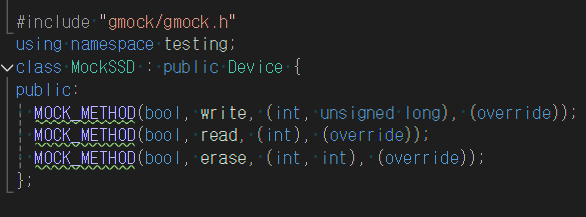 #include "gmock/gmock.h"
using namespace testing;
class MockSSD : public Device {
public:
MOCK_METHOD(bool, write, (int, unsigned long), (override));
MOCK_METHOD(bool, read, (int), (override));
MOCK_METHOD(bool, erase, (int, int), (override));
};